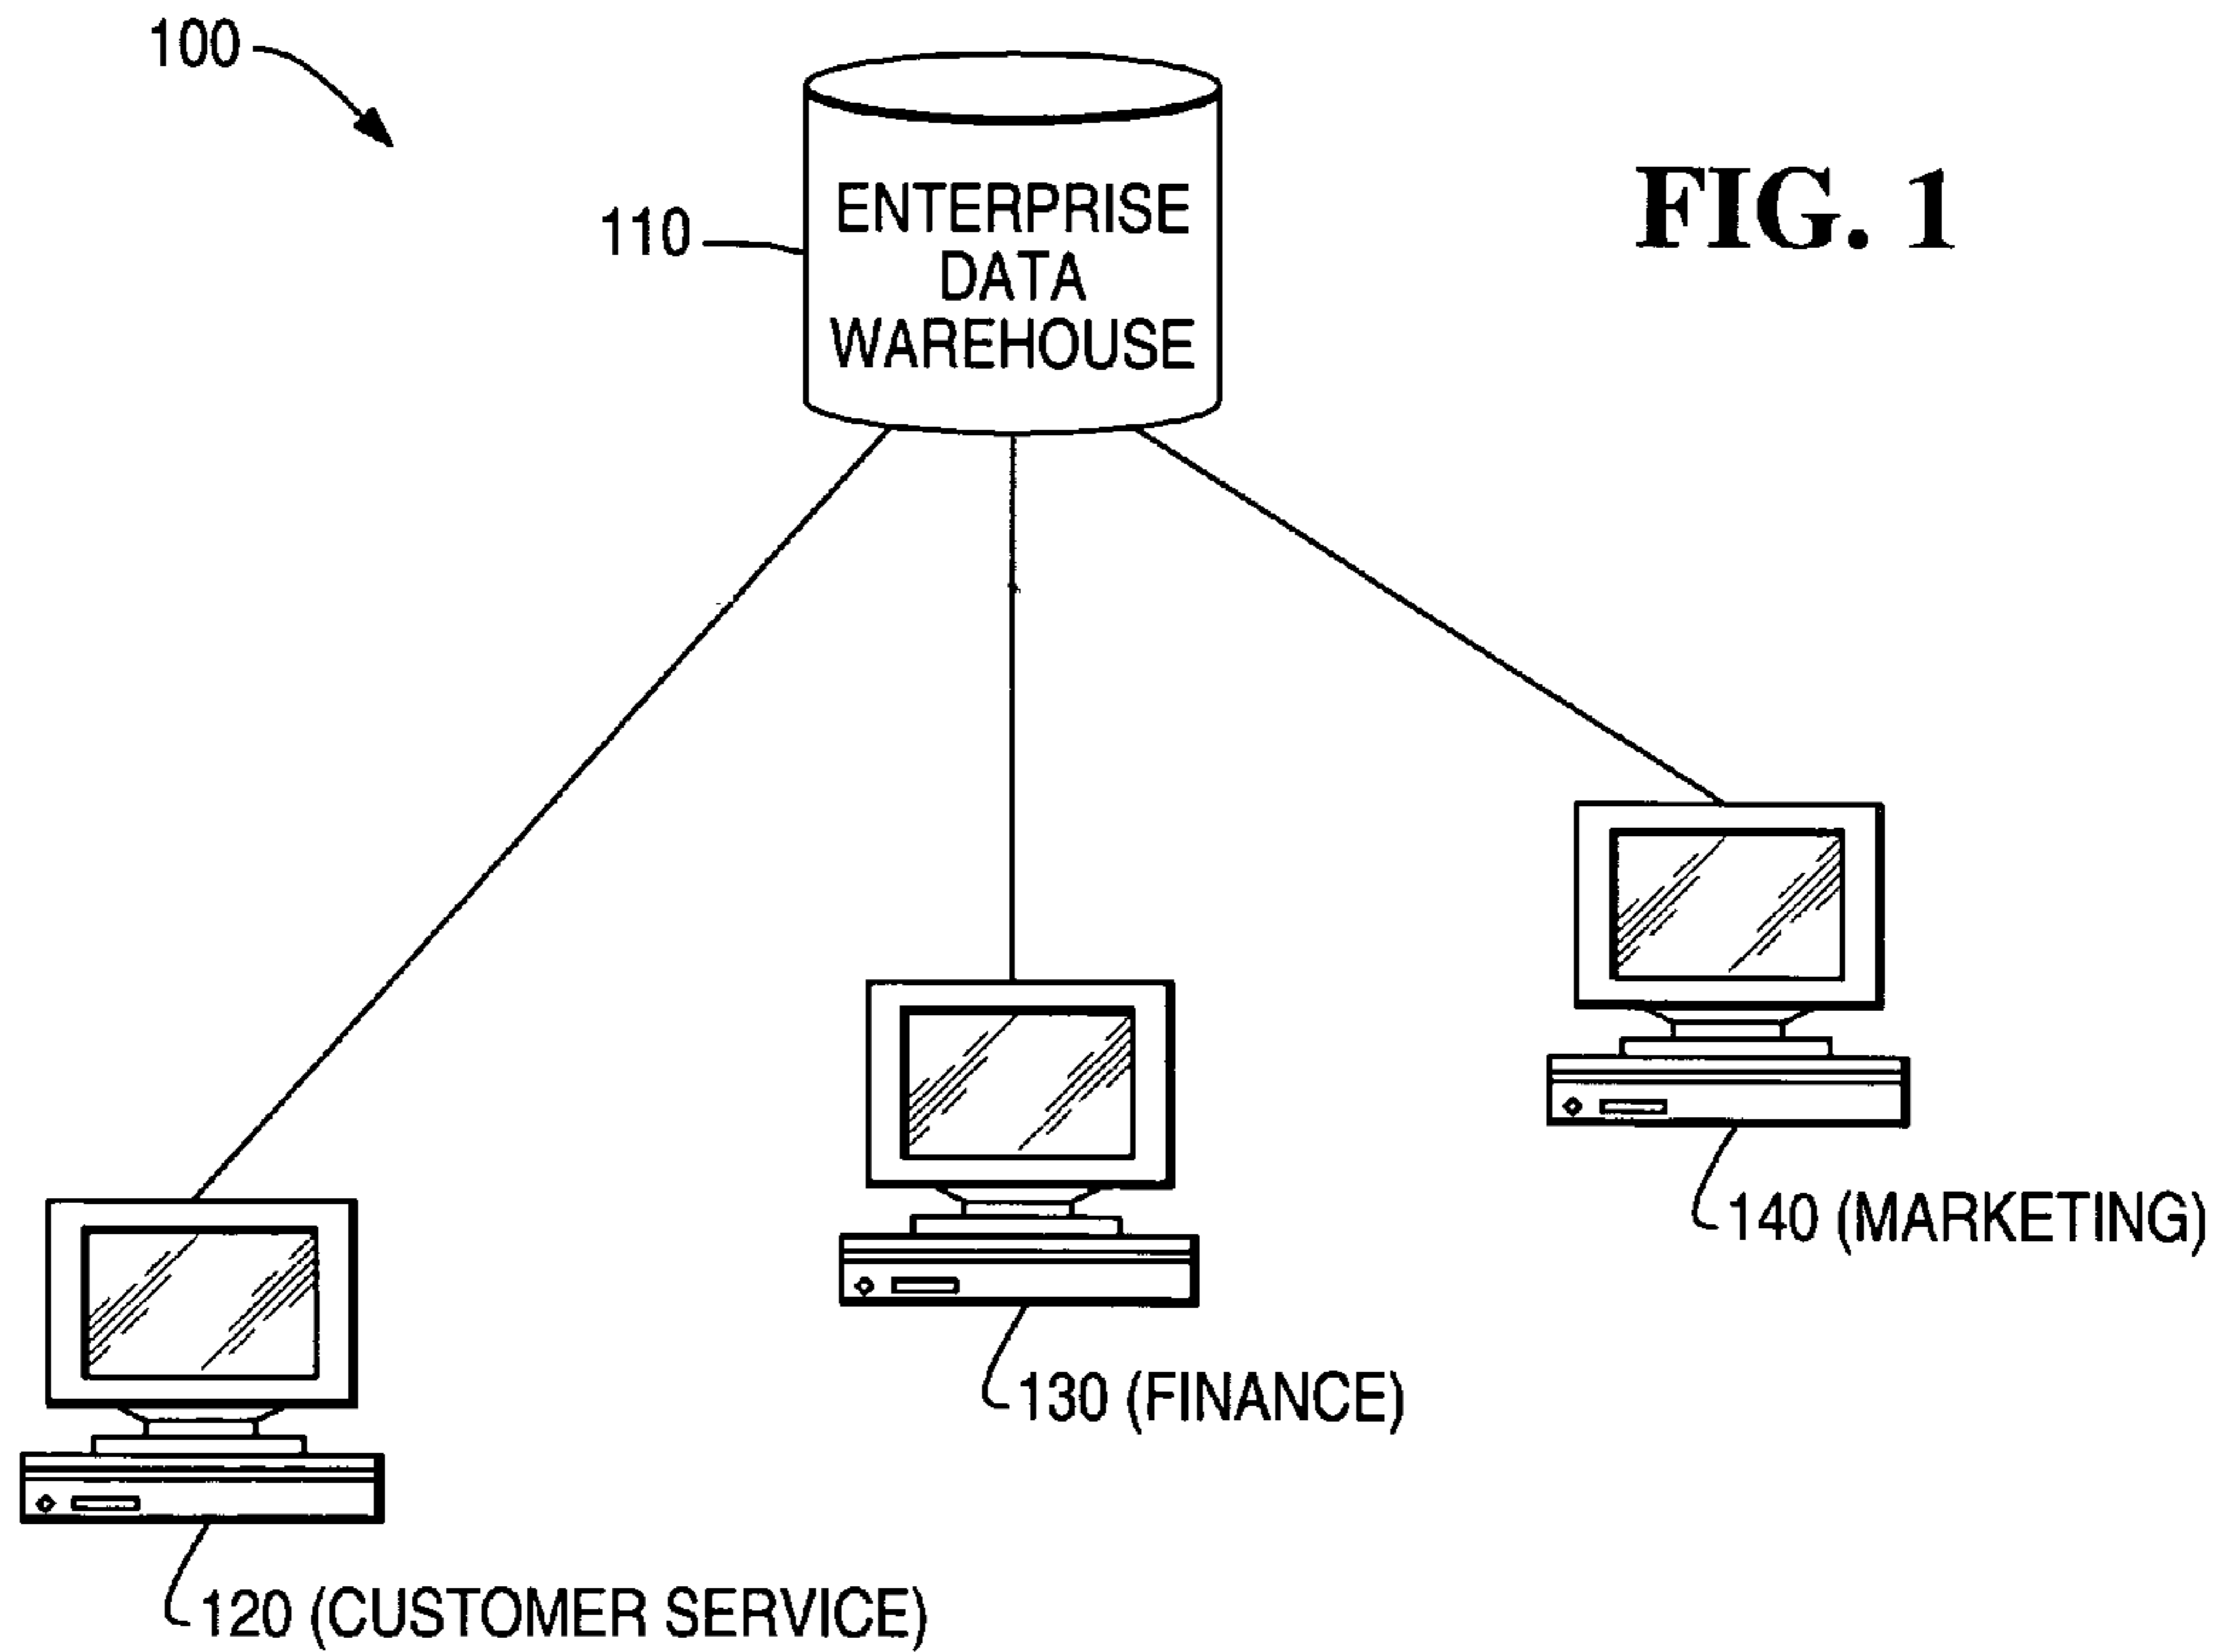 100
FIG. 1
110
ENTERPRISE
DATA
WAREHOUSE
140 (MARKETING)
130 (FINANCE)
120 (CUSTOMER SERVICE)